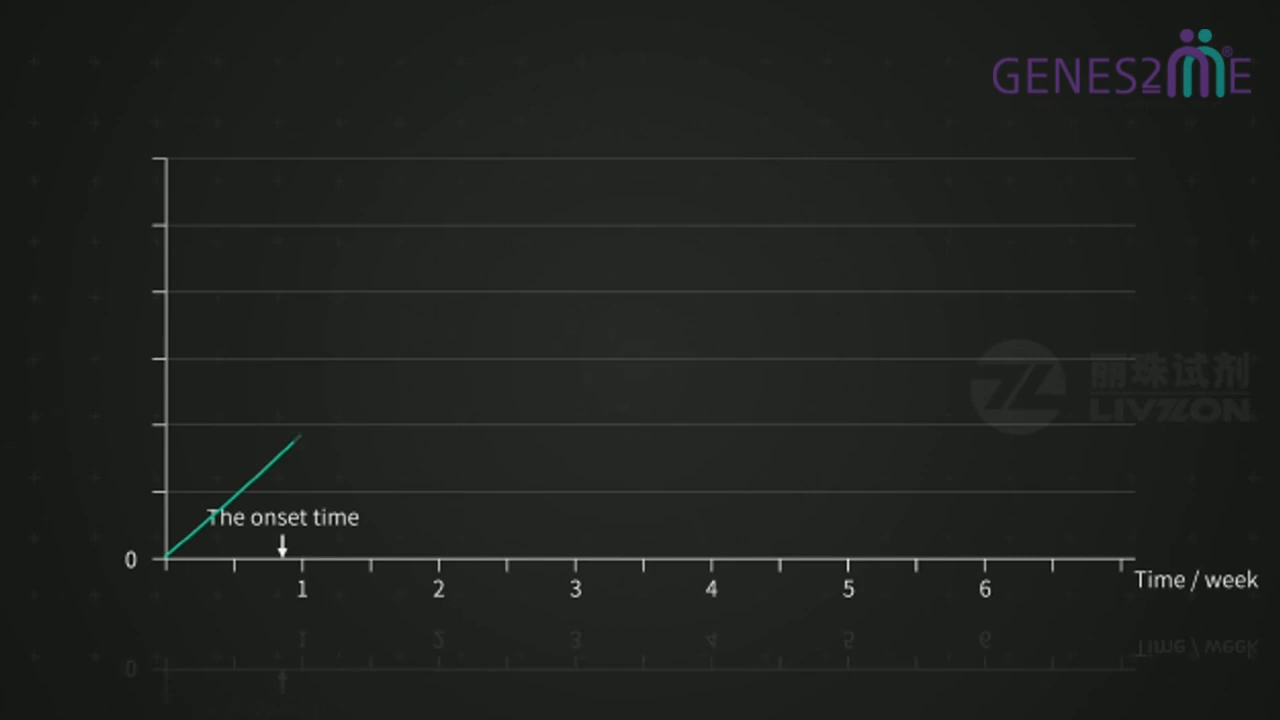 GENES2ME®
丽珠试剂
LIVZON
The onset time
0
1 2 3 4 5 6
Time / week